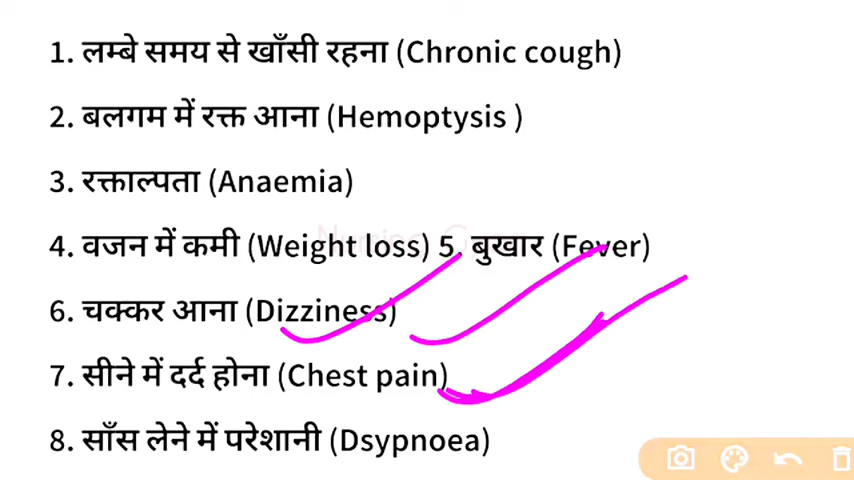 1. लम्बे समय से खाँसी रहना (Chronic cough)
2. बलगम में रक्त आना (Hemoptysis )
3. रक्ताल्पता (Anaemia)
4. वजन में कमी (Weight loss) 5. बुखार (Fever)
6. चक्कर आना (Dizziness)
7. सीने में दर्द होना (Chest pain)
8. साँस लेने में परेशानी (Dsypnoea)